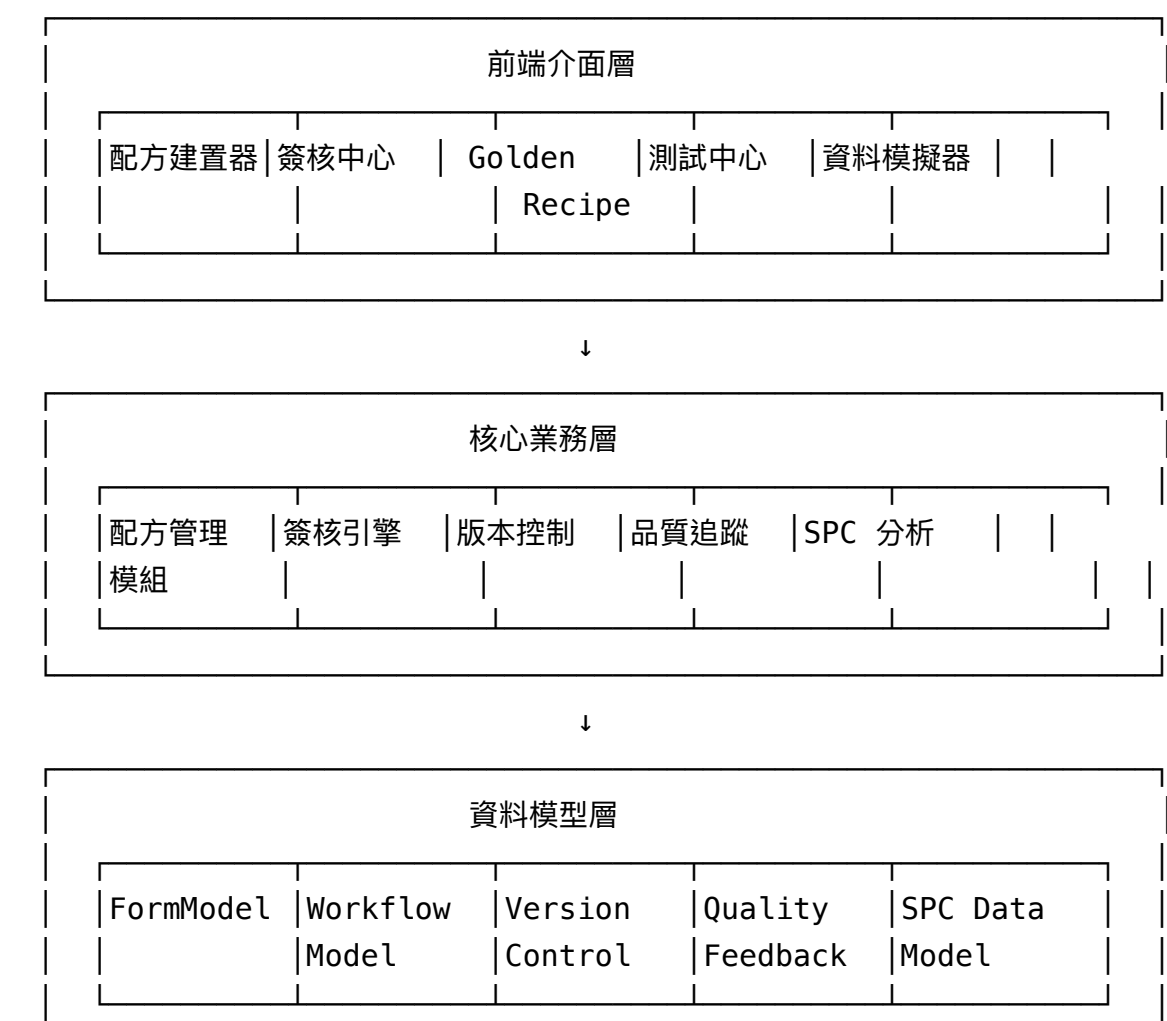 前端介面層
配方建置器 簽核中心 Golden 測試中心 資料模擬器
Recipe
↓
核心業務層
配方管理 簽核引擎 版本控制 品質追蹤 SPC 分析
模組
↓
資料模型層
FormModel Workflow Version Quality SPC Data
Model Control Feedback Model